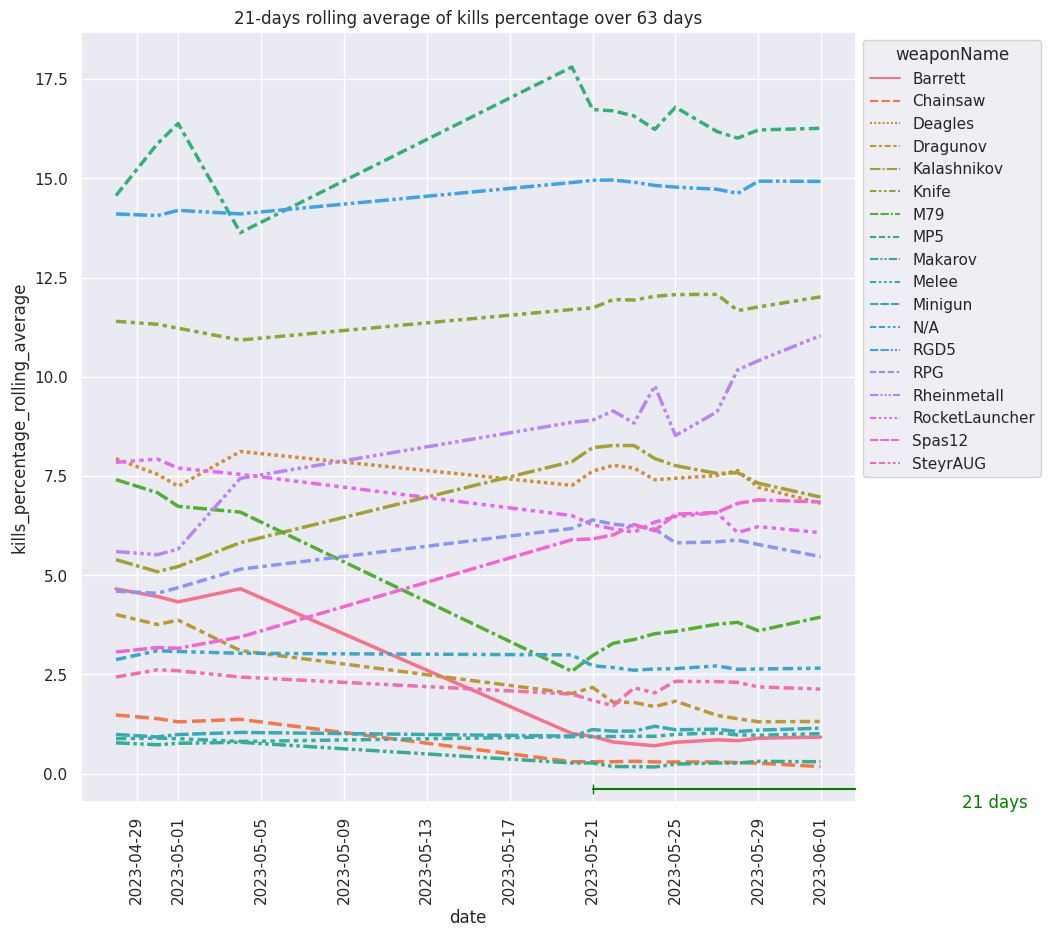 21-days rolling average of kills percentage over 63 days
kills_percentage_rolling_average
17.5
15.0
12.5
10.0
7.5
5.0
2.5
0.0
2023-04-29
2023-05-01
2023-05-05
2023-05-09
2023-05-13
2023-05-17
2023-05-21
2023-05-25
2023-05-29
2023-06-01
date
21 days
weaponName
Barrett
Chainsaw
Deagles
Dragunov
Kalashnikov
Knife
M79
MP5
Makarov
Melee
Minigun
N/A
RGD5
RPG
Rheinmetall
RocketLauncher
Spas12
SteyrAUG